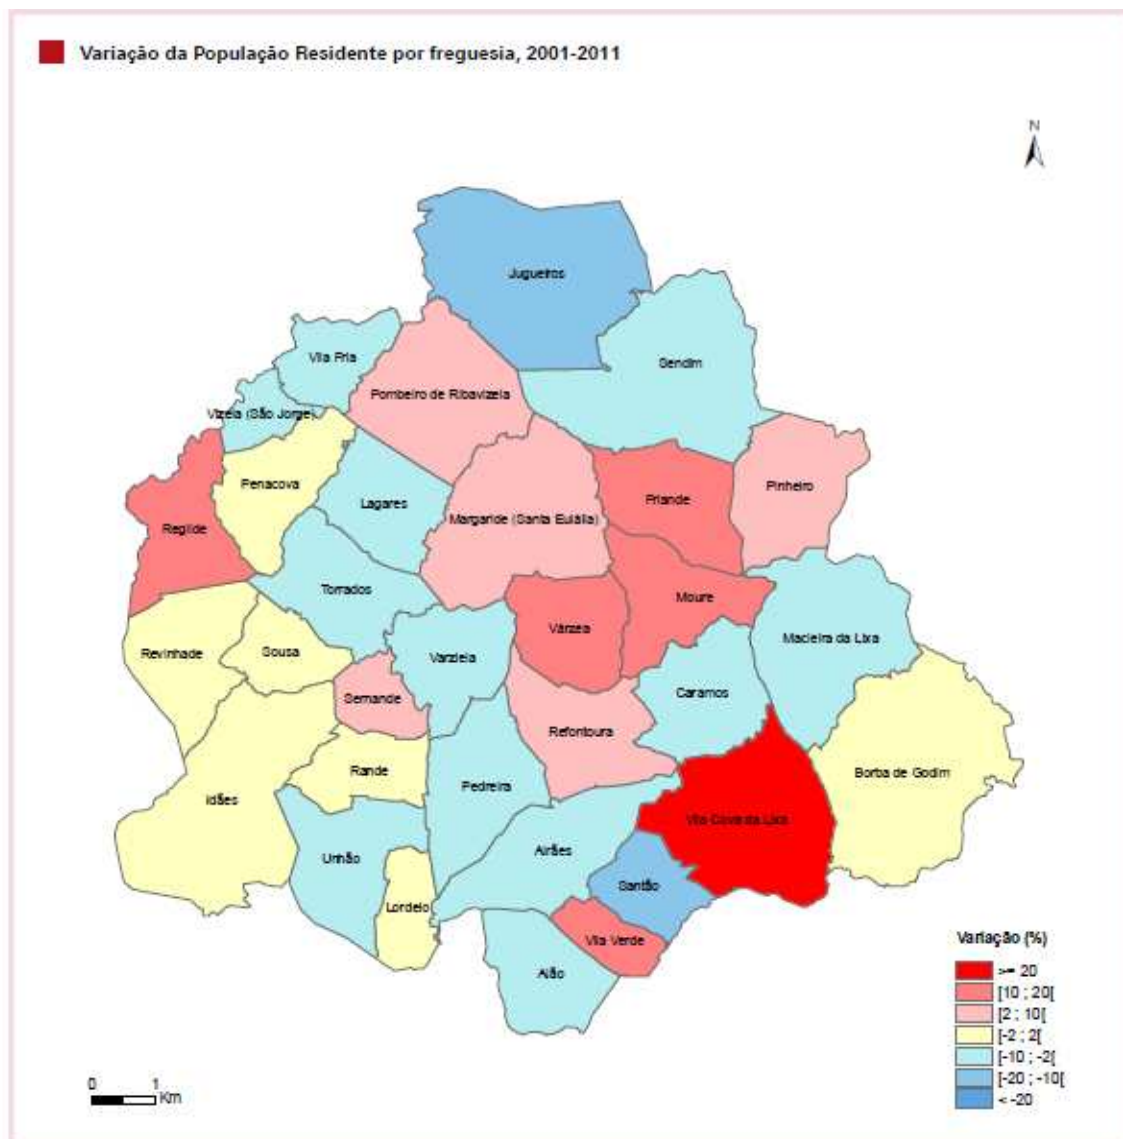 Variação da População Residente por freguesia, 2001-2011
N
Jugueiros
Sendim
Vila Fria
Pombeiro de Ribavizela
Vizela (São Jorge)
Penacova
Lagares
Margaride (Santa Eulália)
Friande
Pinheiro
Regilde
Torrados
Moure
Várzea
Macieira da Lixa
Revinhade
Sousa
Varziela
Sernande
Caramos
Refontoura
Rande
Pedreira
Borba de Godim
Idães
Vila Cova da Lixa
Unhão
Airães
Santão
Lordelo
Vila Verde
Aião
Variação (%)
>= 20
[10 ; 20[
[2 ; 10[
[-2 ; 2[
[-10 ; -2[
[-20 ; -10[
< -20
0 1
Km